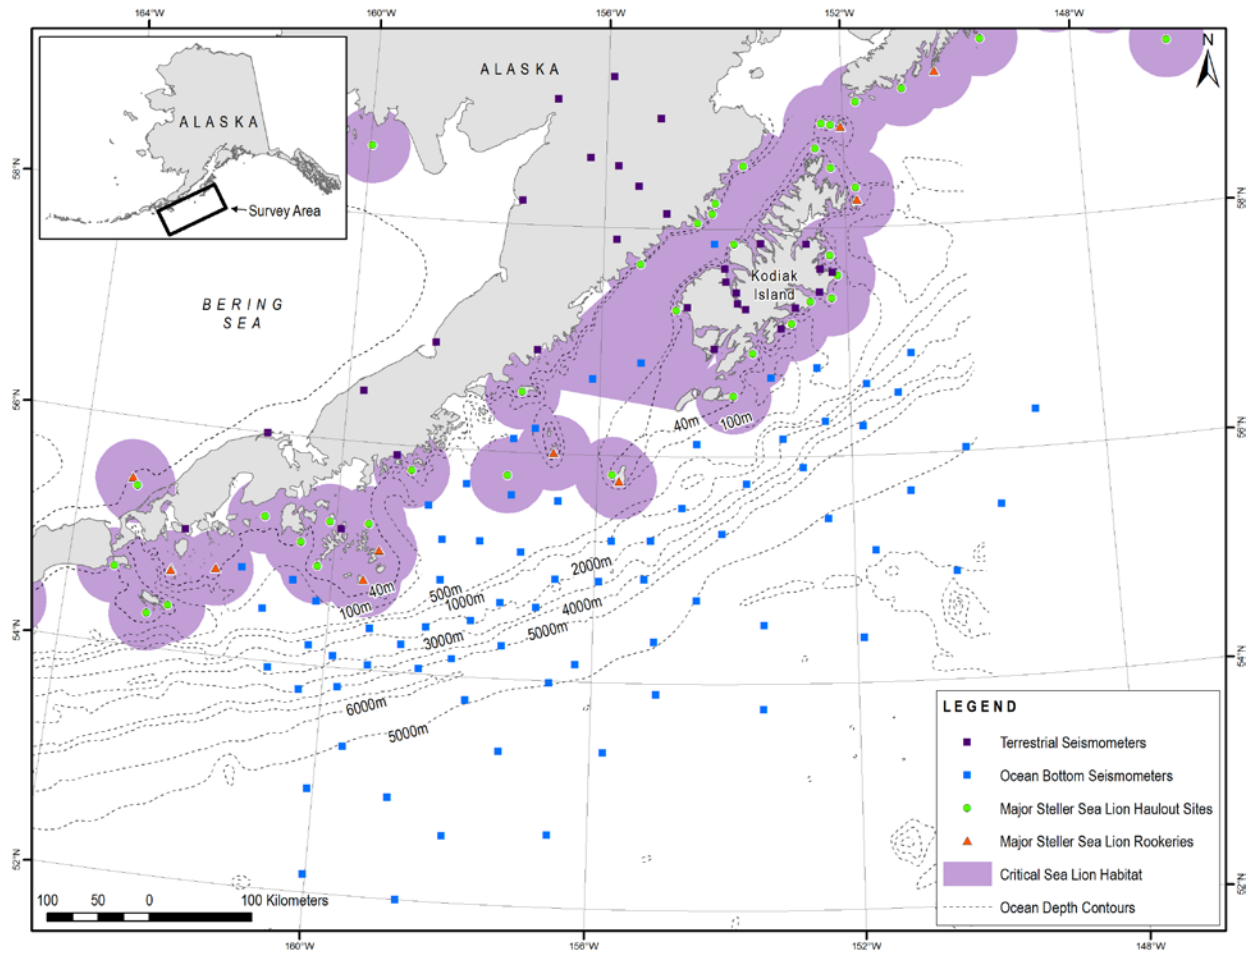 164°W
160°W
156°W
152°W
148°W
N
ALASKA
ALASKA
Survey Area
58°N
58°N
BERING
SEA
Kodiak
Island
56°N
56°N
40m
100m
2000m
500m
1000m
40m
100m
3000m
4000m
5000m
6000m
5000m
54°N
54°N
52°N
52°N
LEGEND
Terrestrial Seismometers
Ocean Bottom Seismometers
Major Steller Sea Lion Haulout Sites
Major Steller Sea Lion Rookeries
Critical Sea Lion Habitat
Ocean Depth Contours
100 50 0 100 Kilometers
160°W
156°W
152°W
148°W